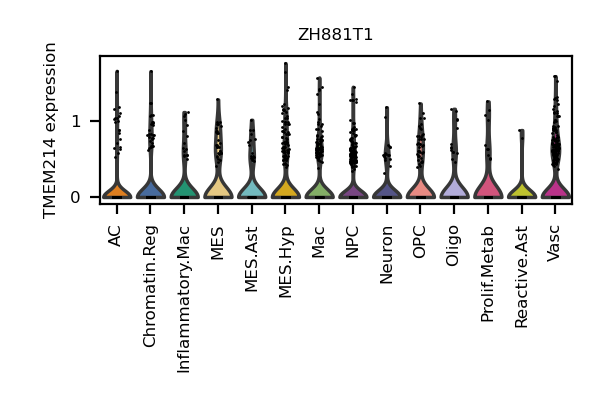 ZH881T1
TMEM214 expression
1
0
AC
Chromatin.Reg
Inflammatory.Mac
MES
MES.Ast
MES.Hyp
Mac
NPC
Neuron
OPC
Oligo
Prolif.Metab
Reactive.Ast
Vasc